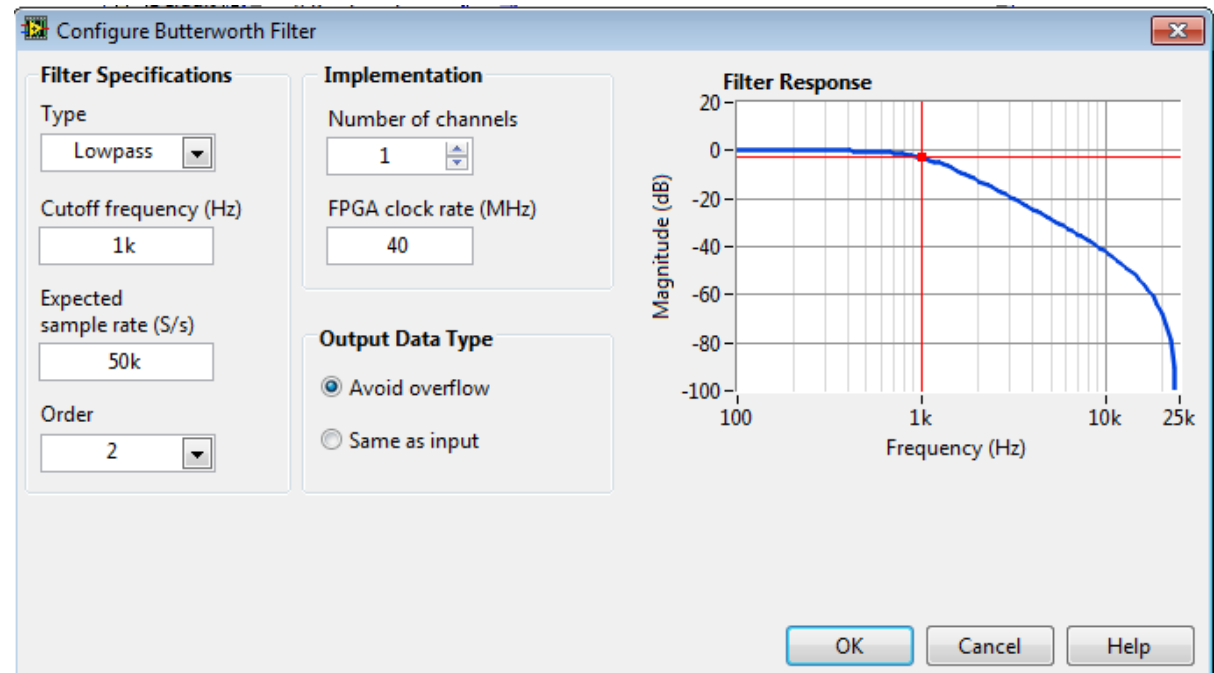 Configure Butterworth Filter
Filter Specifications
Type
Lowpass
Cutoff frequency (Hz)
1k
Expected
sample rate (S/s)
50k
Order
2
Implementation
Number of channels
1
FPGA clock rate (MHz)
40
Output Data Type
Avoid overflow
Same as input
Filter Response
Magnitude (dB)
20
0
-20
-40
-60
-80
-100
100 1k 10k 25k
Frequency (Hz)
OK Cancel Help